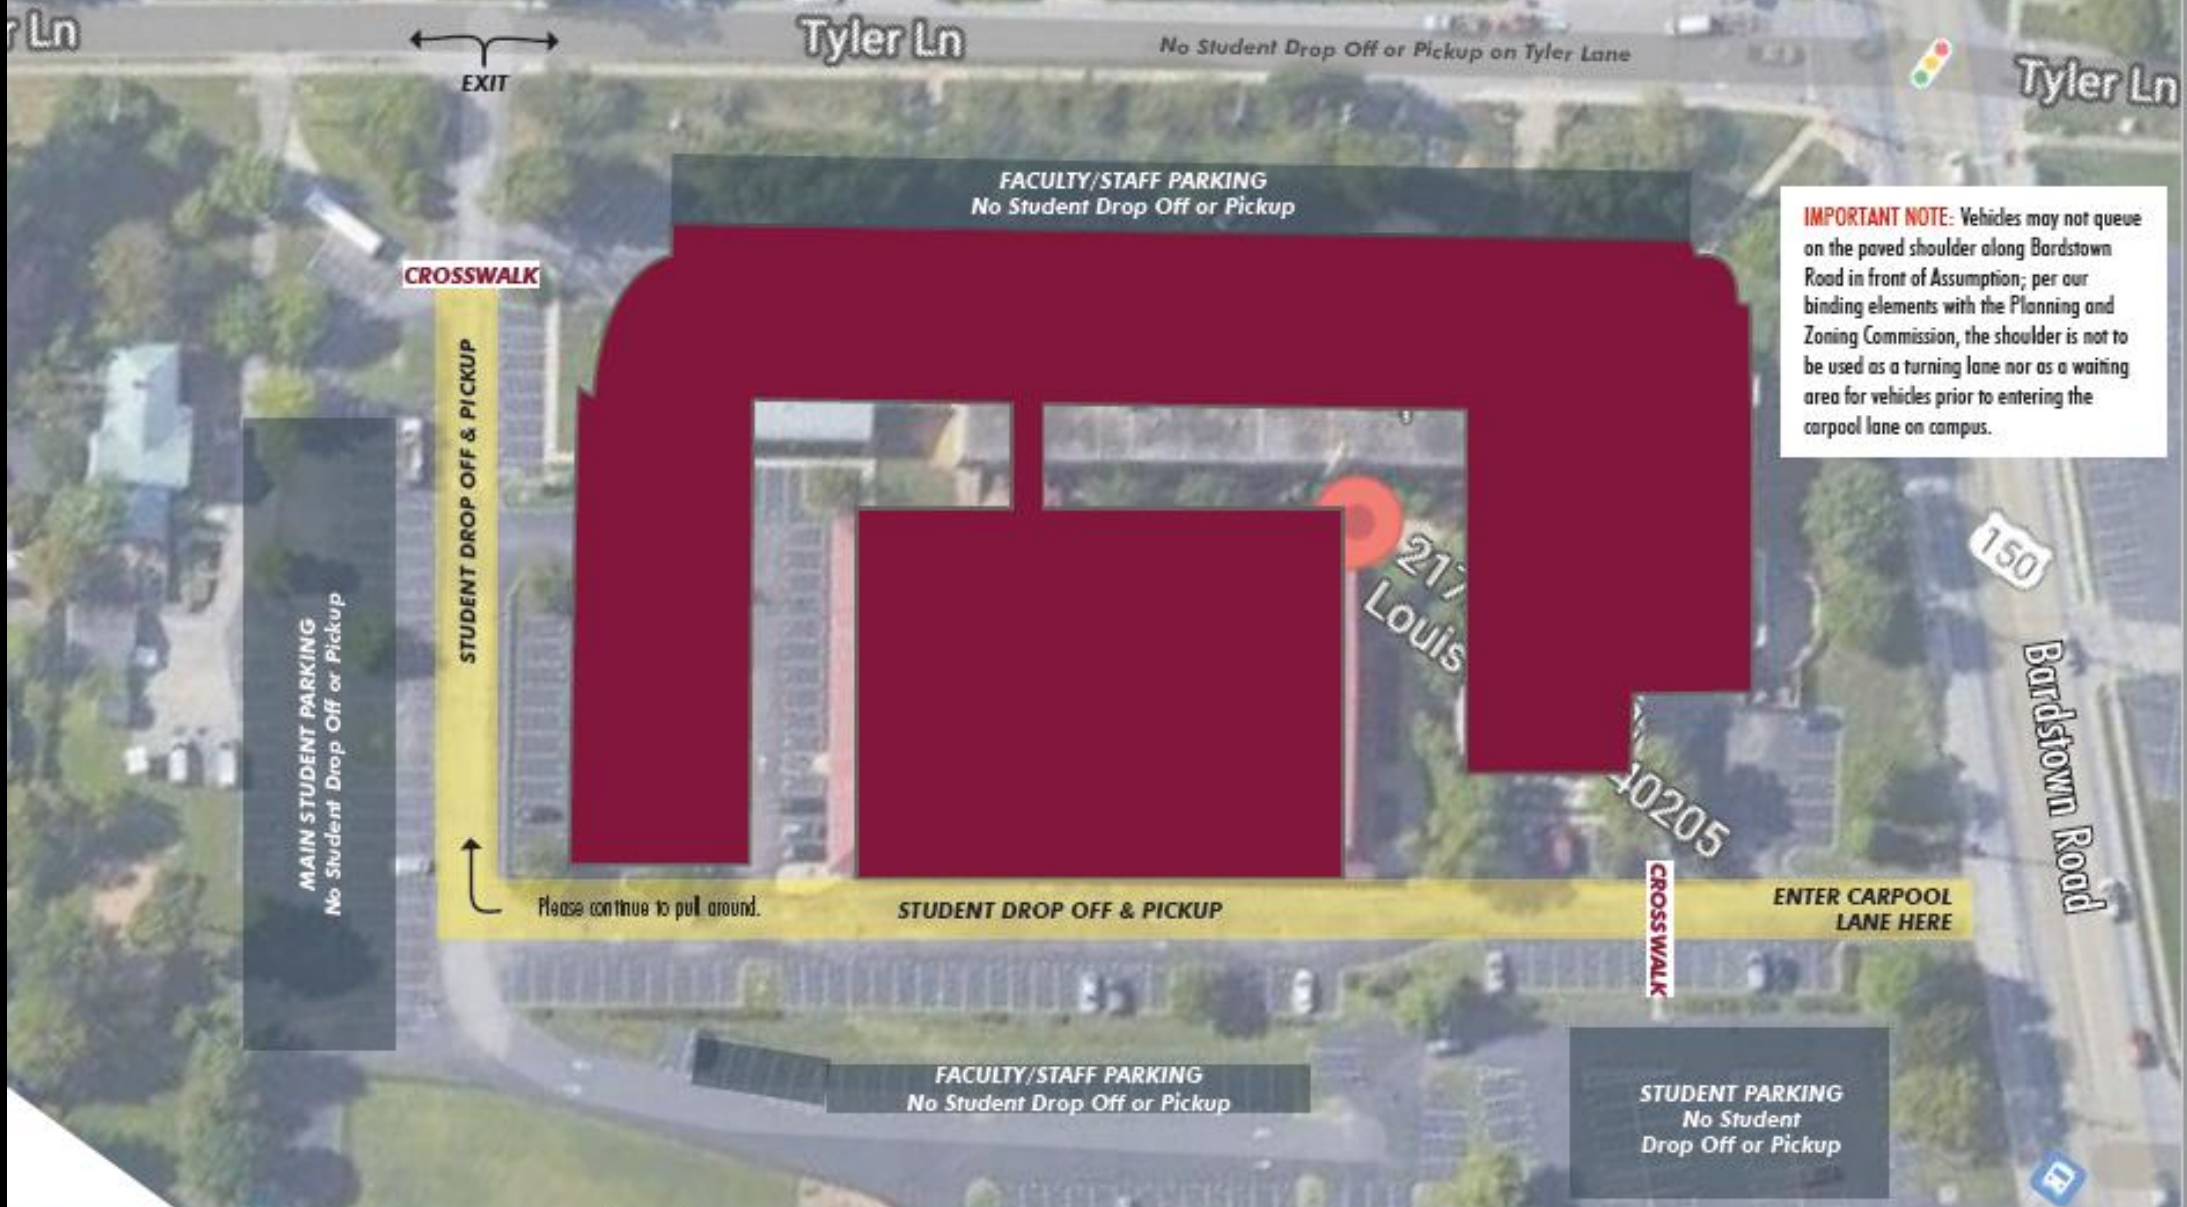 r Ln
Tyler Ln
No Student Drop Off or Pickup on Tyler Lane
Tyler Ln
EXIT
FACULTY/STAFF PARKING
No Student Drop Off or Pickup
IMPORTANT NOTE: Vehicles may not queue
on the paved shoulder along Bardstown
Road in front of Assumption; per our
binding elements with the Planning and
Zoning Commission, the shoulder is not to
be used as a turning lane nor as a waiting
area for vehicles prior to entering the
carpool lane on campus.
CROSSWALK
STUDENT DROP OFF & PICKUP
MAIN STUDENT PARKING
No Student Drop Off or Pickup
217
Louis
40205
150
Bardstown Road
CROSSWALK
Please continue to pull around.
STUDENT DROP OFF & PICKUP
ENTER CARPOOL
LANE HERE
FACULTY/STAFF PARKING
No Student Drop Off or Pickup
STUDENT PARKING
No Student
Drop Off or Pickup